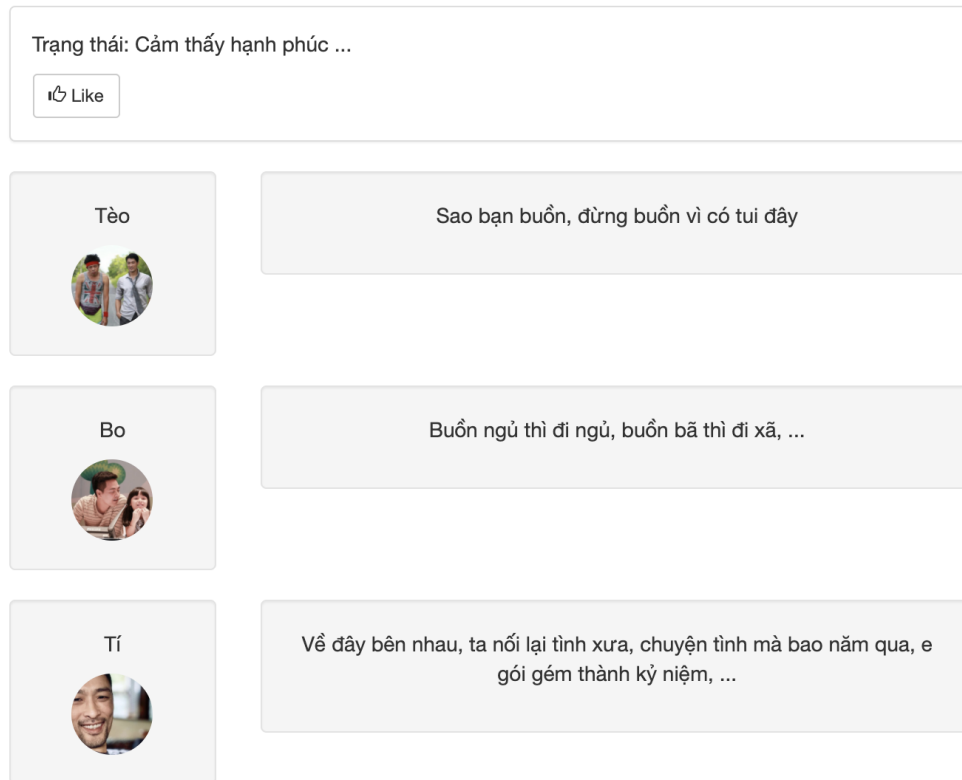 Trạng thái: Cảm thấy hạnh phúc ...
Like
Tèo
Sao bạn buồn, đừng buồn vì có tui đây
Bo
Buồn ngủ thì đi ngủ, buồn bã thì đi xã, ...
Tí
Về đây bên nhau, ta nối lại tình xưa, chuyện tình mà bao năm qua, e
gói gém thành kỷ niệm, ...